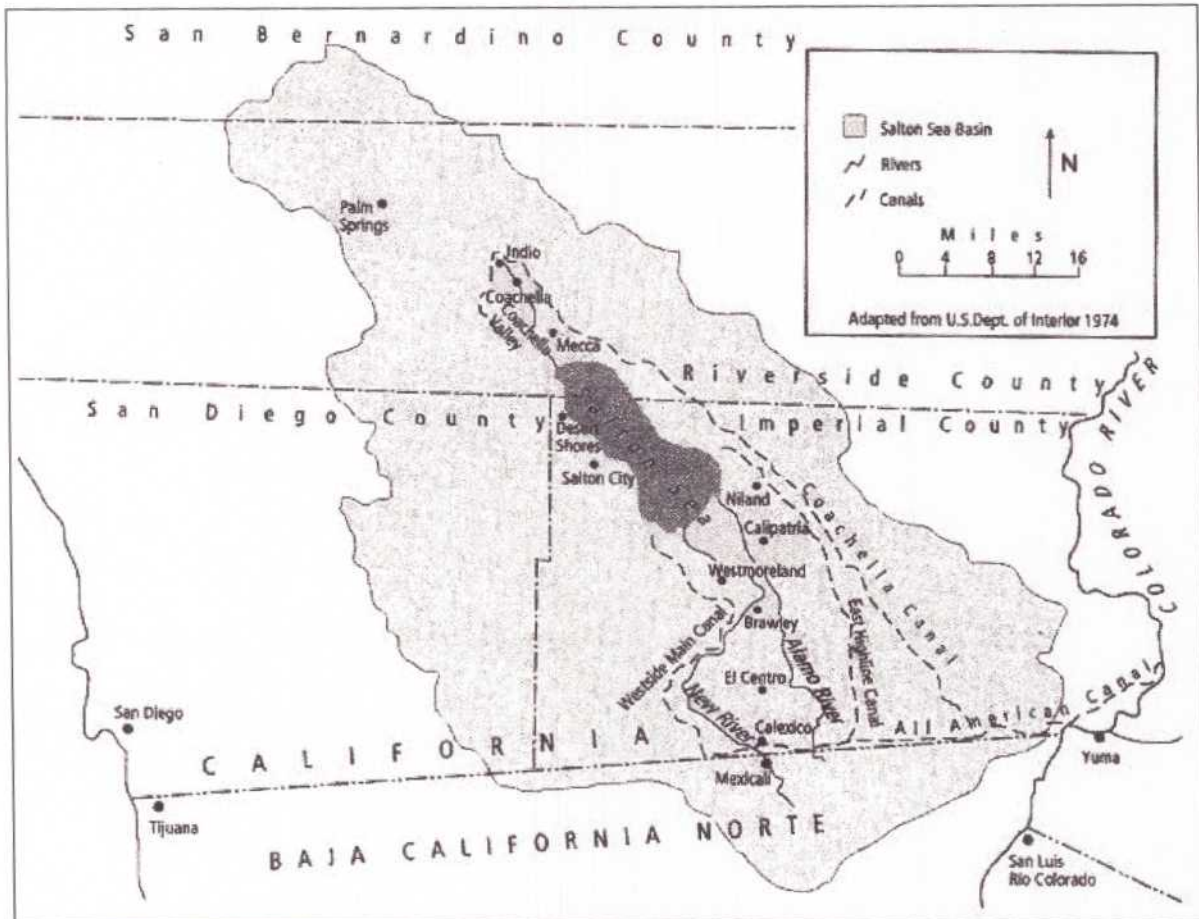 San Bernardino County
Salton Sea Basin
Rivers
Canals
N
Miles
0 4 8 12 16
Adapted from U.S.Dept. of Interior 1974
Palm
Springs
Indio
Coachella
Coachella
Valley
Mecca
Riverside County
San Diego County
Imperial County
COLORADO RIVER
Desert
Shores
Salton Sea
Salton City
Niland
Coachella Canal
Calipatria
Westmoreland
Brawley
Westside Main Canal
East Highline Canal
Alamo River
El Centro
New River
All American Canal
San Diego
Calexico
CALIFORNIA
Yuma
Mexicali
Tijuana
BAJA CALIFORNIA NORTE
San Luis
Rio Colorado